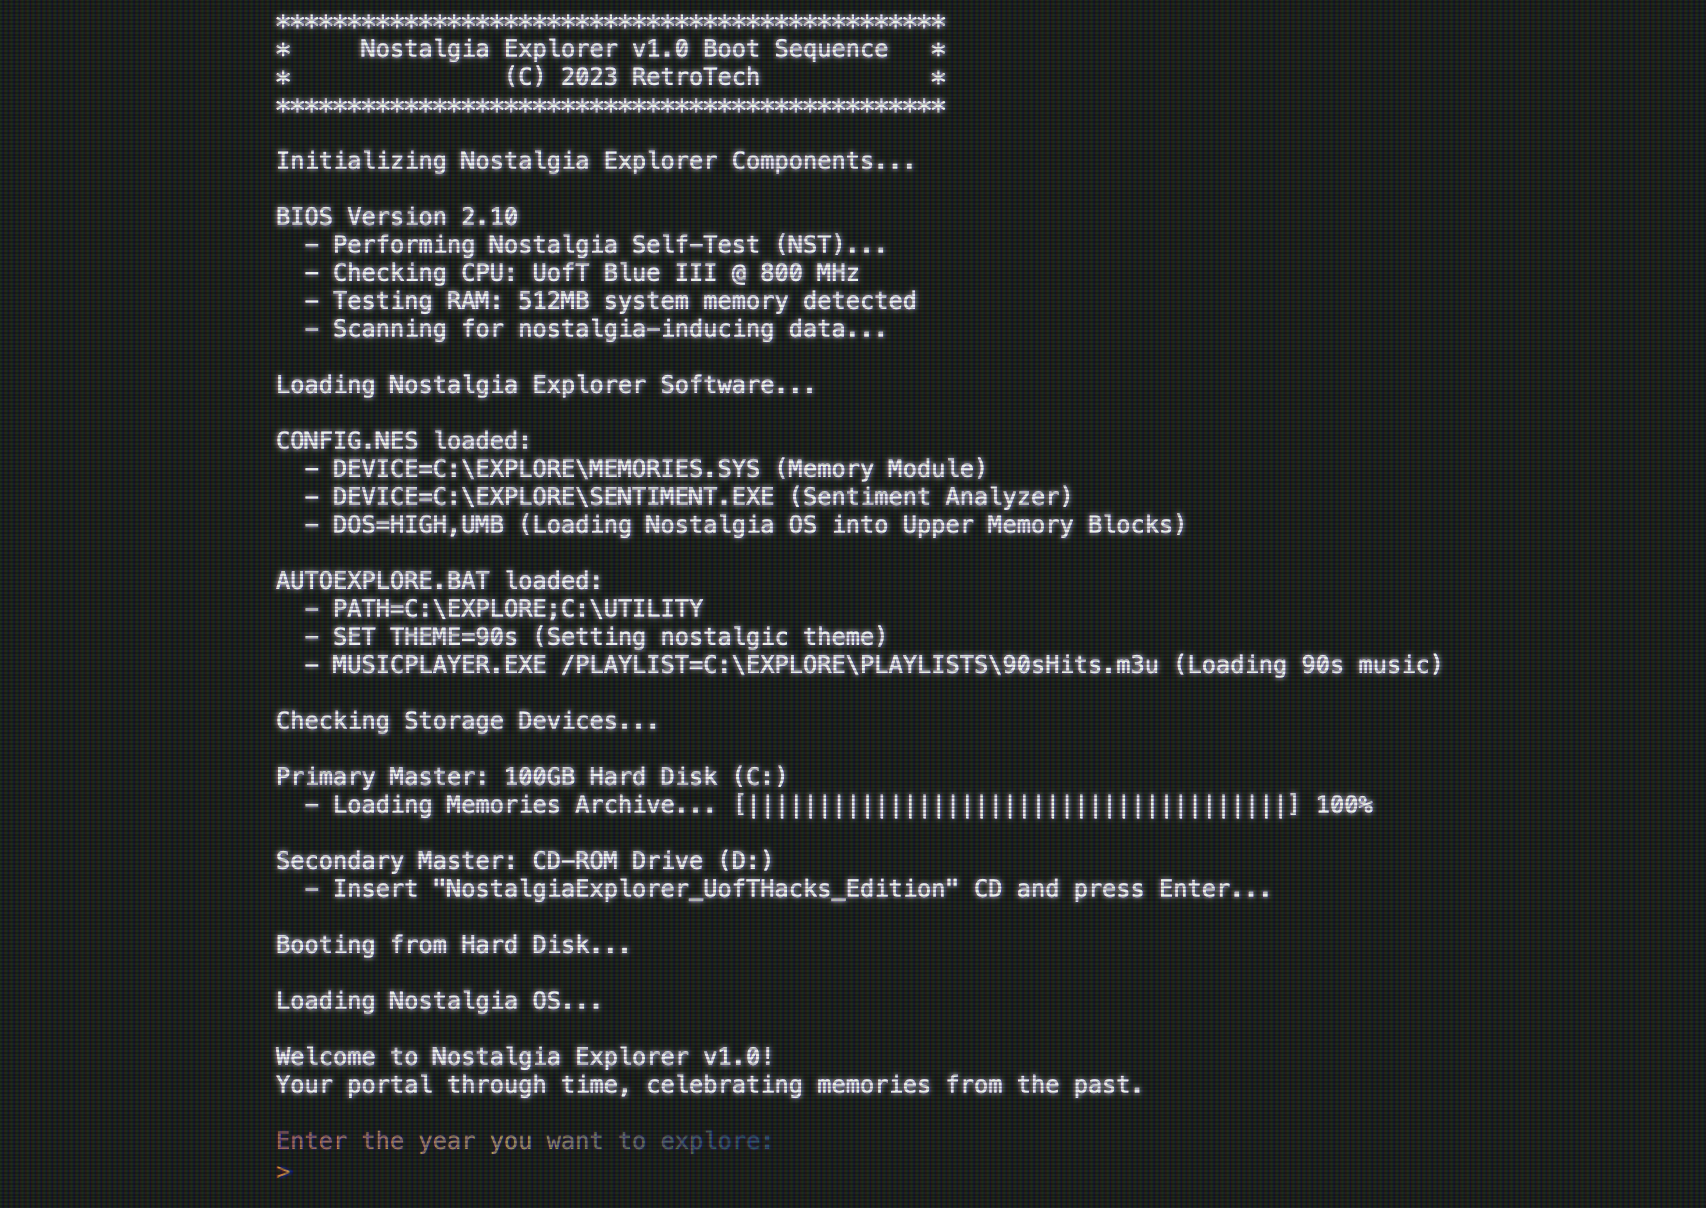 ***********************************************
*     Nostalgia Explorer v1.0 Boot Sequence   *
*               (C) 2023 RetroTech            *
***********************************************
Initializing Nostalgia Explorer Components...
BIOS Version 2.10
  - Performing Nostalgia Self-Test (NST)...
  - Checking CPU: UofT Blue III @ 800 MHz
  - Testing RAM: 512MB system memory detected
  - Scanning for nostalgia-inducing data...
Loading Nostalgia Explorer Software...
CONFIG.NES loaded:
  - DEVICE=C:\EXPLORE\MEMORIES.SYS (Memory Module)
  - DEVICE=C:\EXPLORE\SENTIMENT.EXE (Sentiment Analyzer)
  - DOS=HIGH,UMB (Loading Nostalgia OS into Upper Memory Blocks)
AUTOEXPLORE.BAT loaded:
  - PATH=C:\EXPLORE;C:\UTILITY
  - SET THEME=90s (Setting nostalgic theme)
  - MUSICPLAYER.EXE /PLAYLIST=C:\EXPLORE\PLAYLISTS\90sHits.m3u (Loading 90s music)
Checking Storage Devices...
Primary Master: 100GB Hard Disk (C:)
  - Loading Memories Archive... [||||||||||||||||||||||||||||||||||||||] 100%
Secondary Master: CD-ROM Drive (D:)
  - Insert "NostalgiaExplorer_UofTHacks_Edition" CD and press Enter...
Booting from Hard Disk...
Loading Nostalgia OS...
Welcome to Nostalgia Explorer v1.0!
Your portal through time, celebrating memories from the past.
Enter the year you want to explore:
>